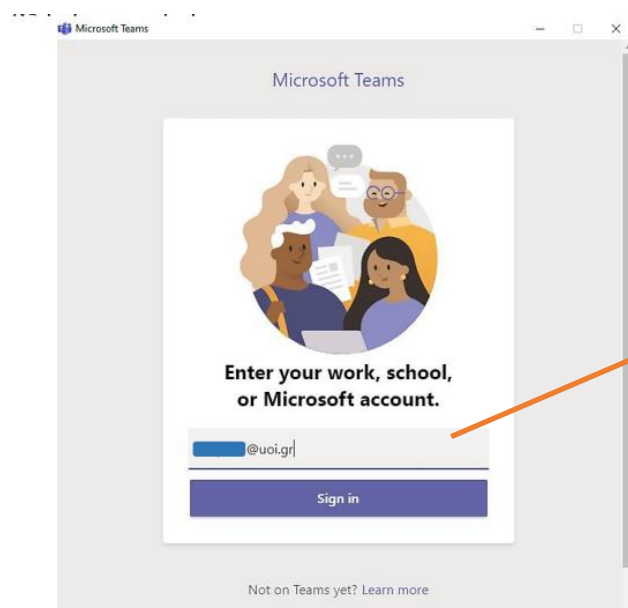 Microsoft Teams
Microsoft Teams
Enter your work, school,
or Microsoft account.
@uoi.gr
Sign in
Not on Teams yet? Learn more